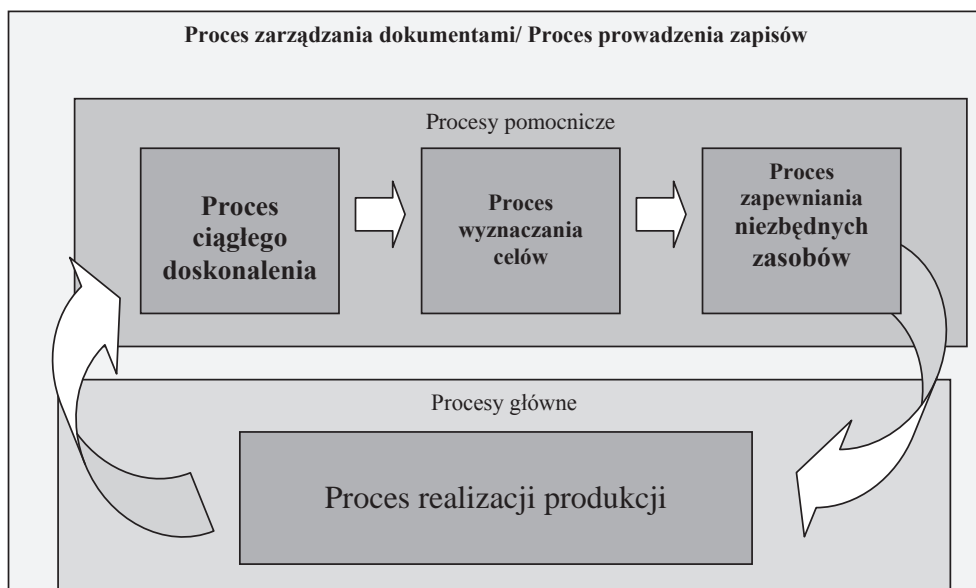 Proces zarządzania dokumentami/ Proces prowadzenia zapisów
Procesy pomocnicze
Proces
ciągłego
doskonalenia
Proces
wyznaczania
celów
Proces
zapewniania
niezbędnych
zasobów
Procesy główne
Proces realizacji produkcji